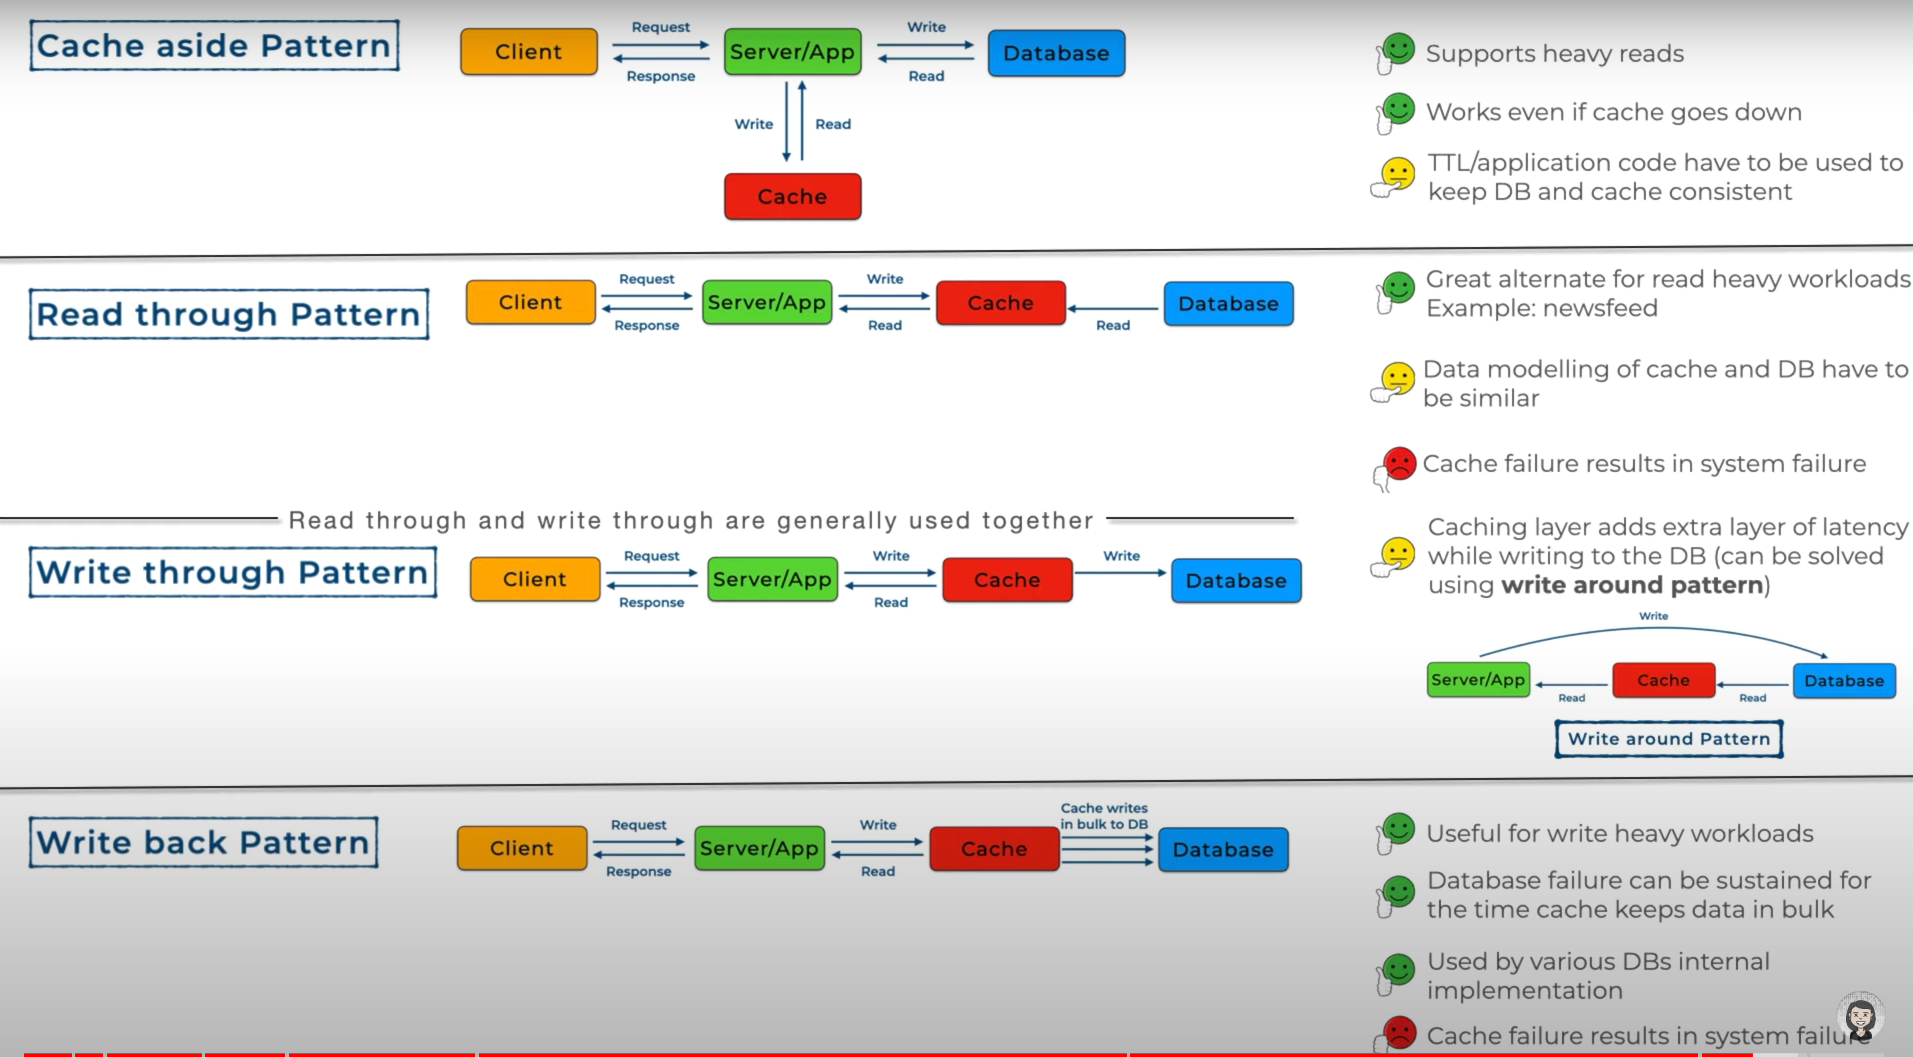 Cache aside Pattern
Client
Request
Response
Server/App
Write
Read
Database
Write
Read
Cache
Supports heavy reads
Works even if cache goes down
TTL/application code have to be used to
keep DB and cache consistent
Read through Pattern
Client
Request
Response
Server/App
Write
Read
Cache
Read
Database
Great alternate for read heavy workloads
Example: newsfeed
Data modelling of cache and DB have to
be similar
Cache failure results in system failure
Read through and write through are generally used together
Write through Pattern
Client
Request
Response
Server/App
Write
Read
Cache
Write
Database
Caching layer adds extra layer of latency
while writing to the DB (can be solved
using write around pattern)
Write
Server/App
Read
Cache
Read
Database
Write around Pattern
Write back Pattern
Client
Request
Response
Server/App
Write
Read
Cache
Cache writes
in bulk to DB
Database
Useful for write heavy workloads
Database failure can be sustained for
the time cache keeps data in bulk
Used by various DBs internal
implementation
Cache failure results in system failure